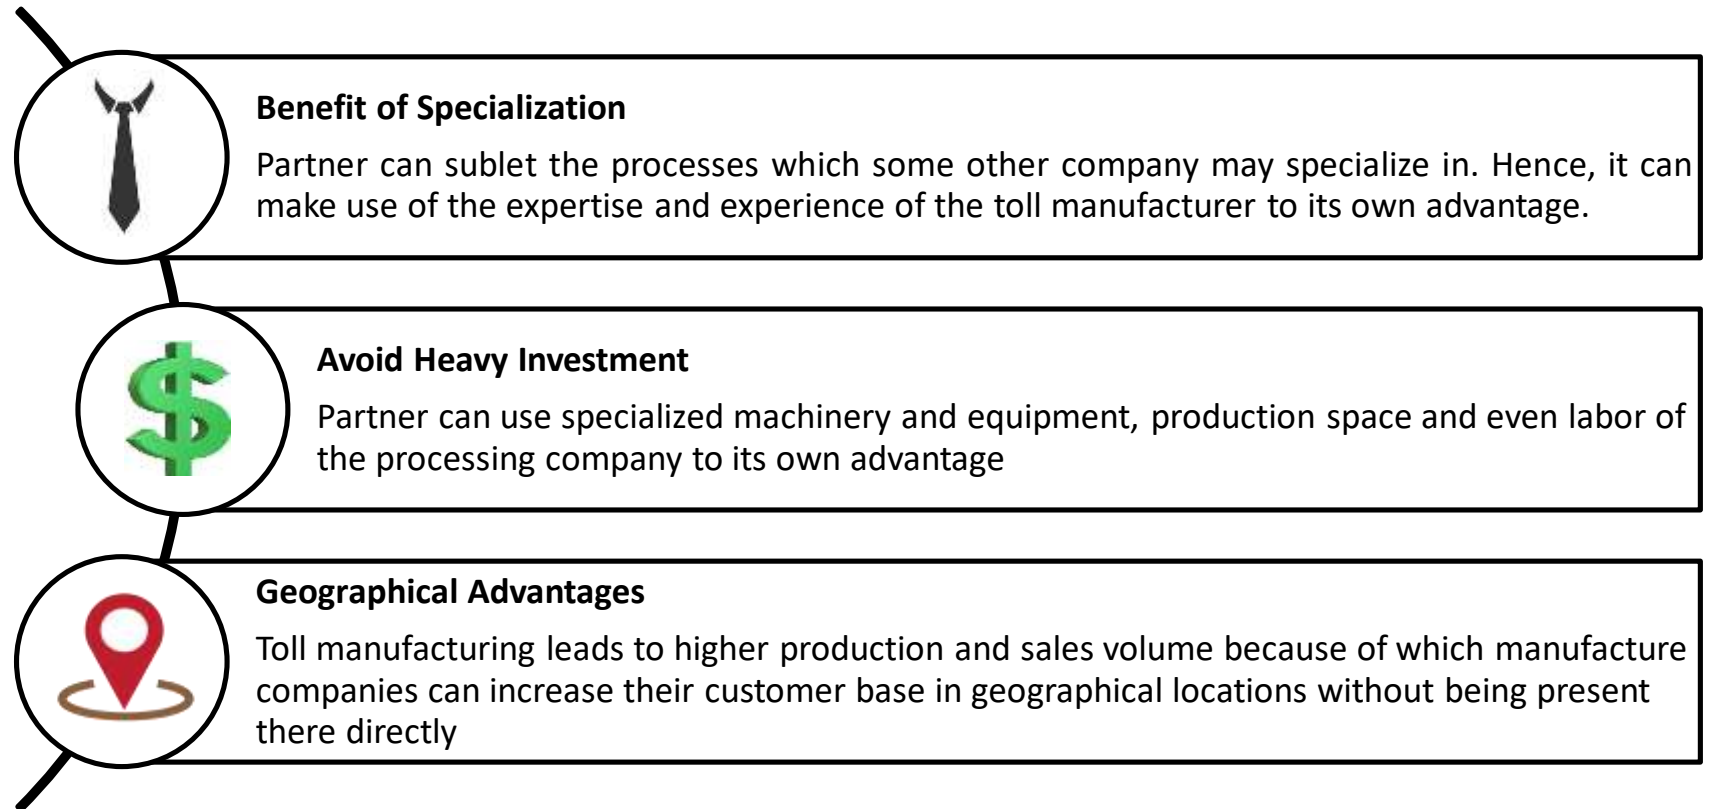 Benefit of Specialization
Partner can sublet the processes which some other company may specialize in. Hence, it can
make use of the expertise and experience of the toll manufacturer to its own advantage.
Avoid Heavy Investment
Partner can use specialized machinery and equipment, production space and even labor of
the processing company to its own advantage
Geographical Advantages
Toll manufacturing leads to higher production and sales volume because of which manufacture
companies can increase their customer base in geographical locations without being present
there directly